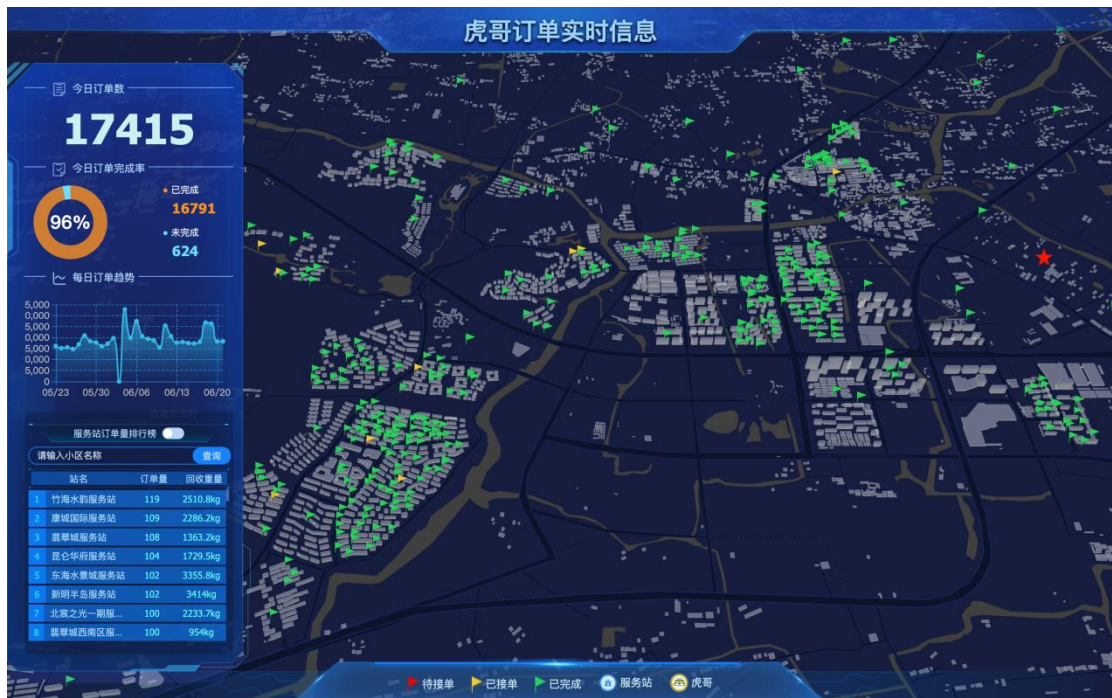 虎哥订单实时信息
今日订单数
17415
今日订单完成率
96%
已完成
16791
未完成
624
每日订单趋势
5,000
0,000
5,000
0,000
5,000
0,000
5,000
0
05/23 05/30 06/06 06/13 06/20
服务站订单量排行榜
请输入小区名称 查询
站名 订单量 回收重量
1 竹海水韵服务站 119 2510.8kg
2 康城国际服务站 109 2286.2kg
3 翡翠城服务站 108 1363.2kg
4 昆仑华府服务站 104 1729.5kg
5 东海水景城服务站 102 3355.8kg
6 新明半岛服务站 102 3414kg
7 北宸之光一期服... 100 2233.7kg
8 翡翠城西南区服... 100 954kg
待接单 已接单 已完成 服务站 虎哥